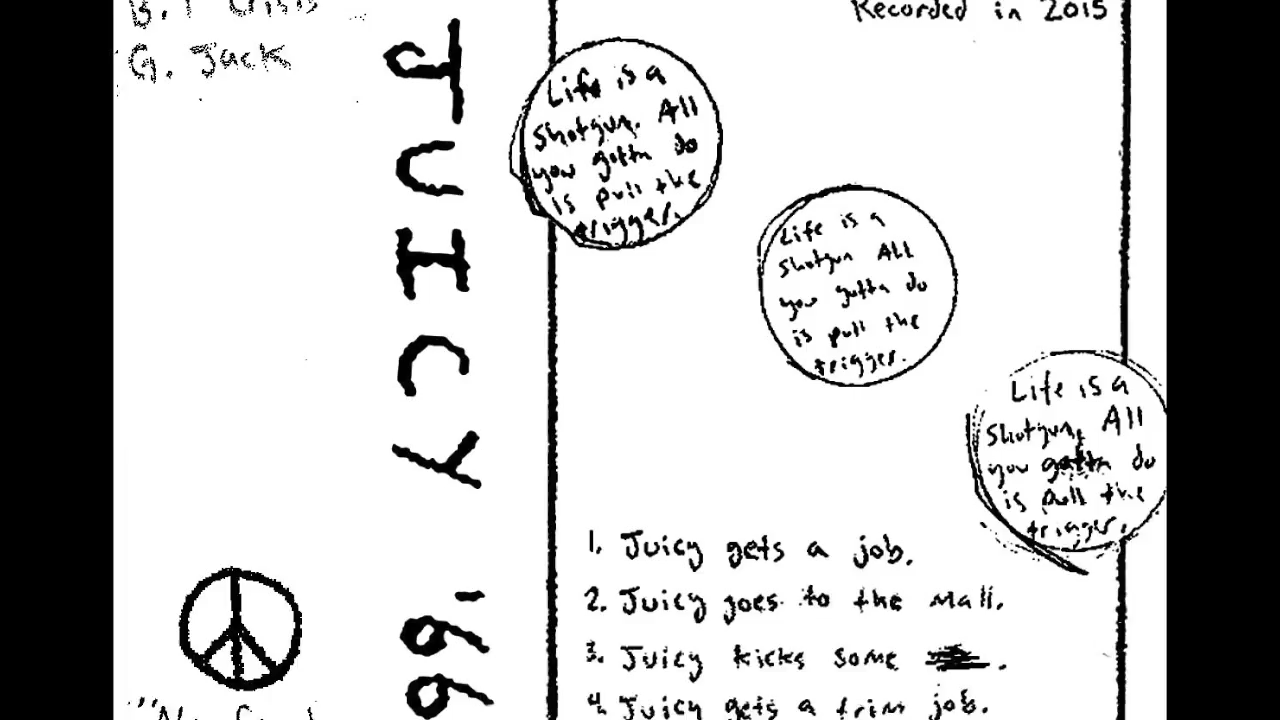 G. Jack
JUICY '99
Recorded in 2015
Life is a
Shotgun. All
you gotta do
is pull the
trigger.
Life is a
Shotgun All
you gotta do
is pull the
trigger.
Life is a
Shotgun. All
you gotta do
is pull the
trigger.
1. Juicy gets a job.
2. Juicy goes to the Mall.
3. Juicy kicks some
4. Juicy gets a trim job.